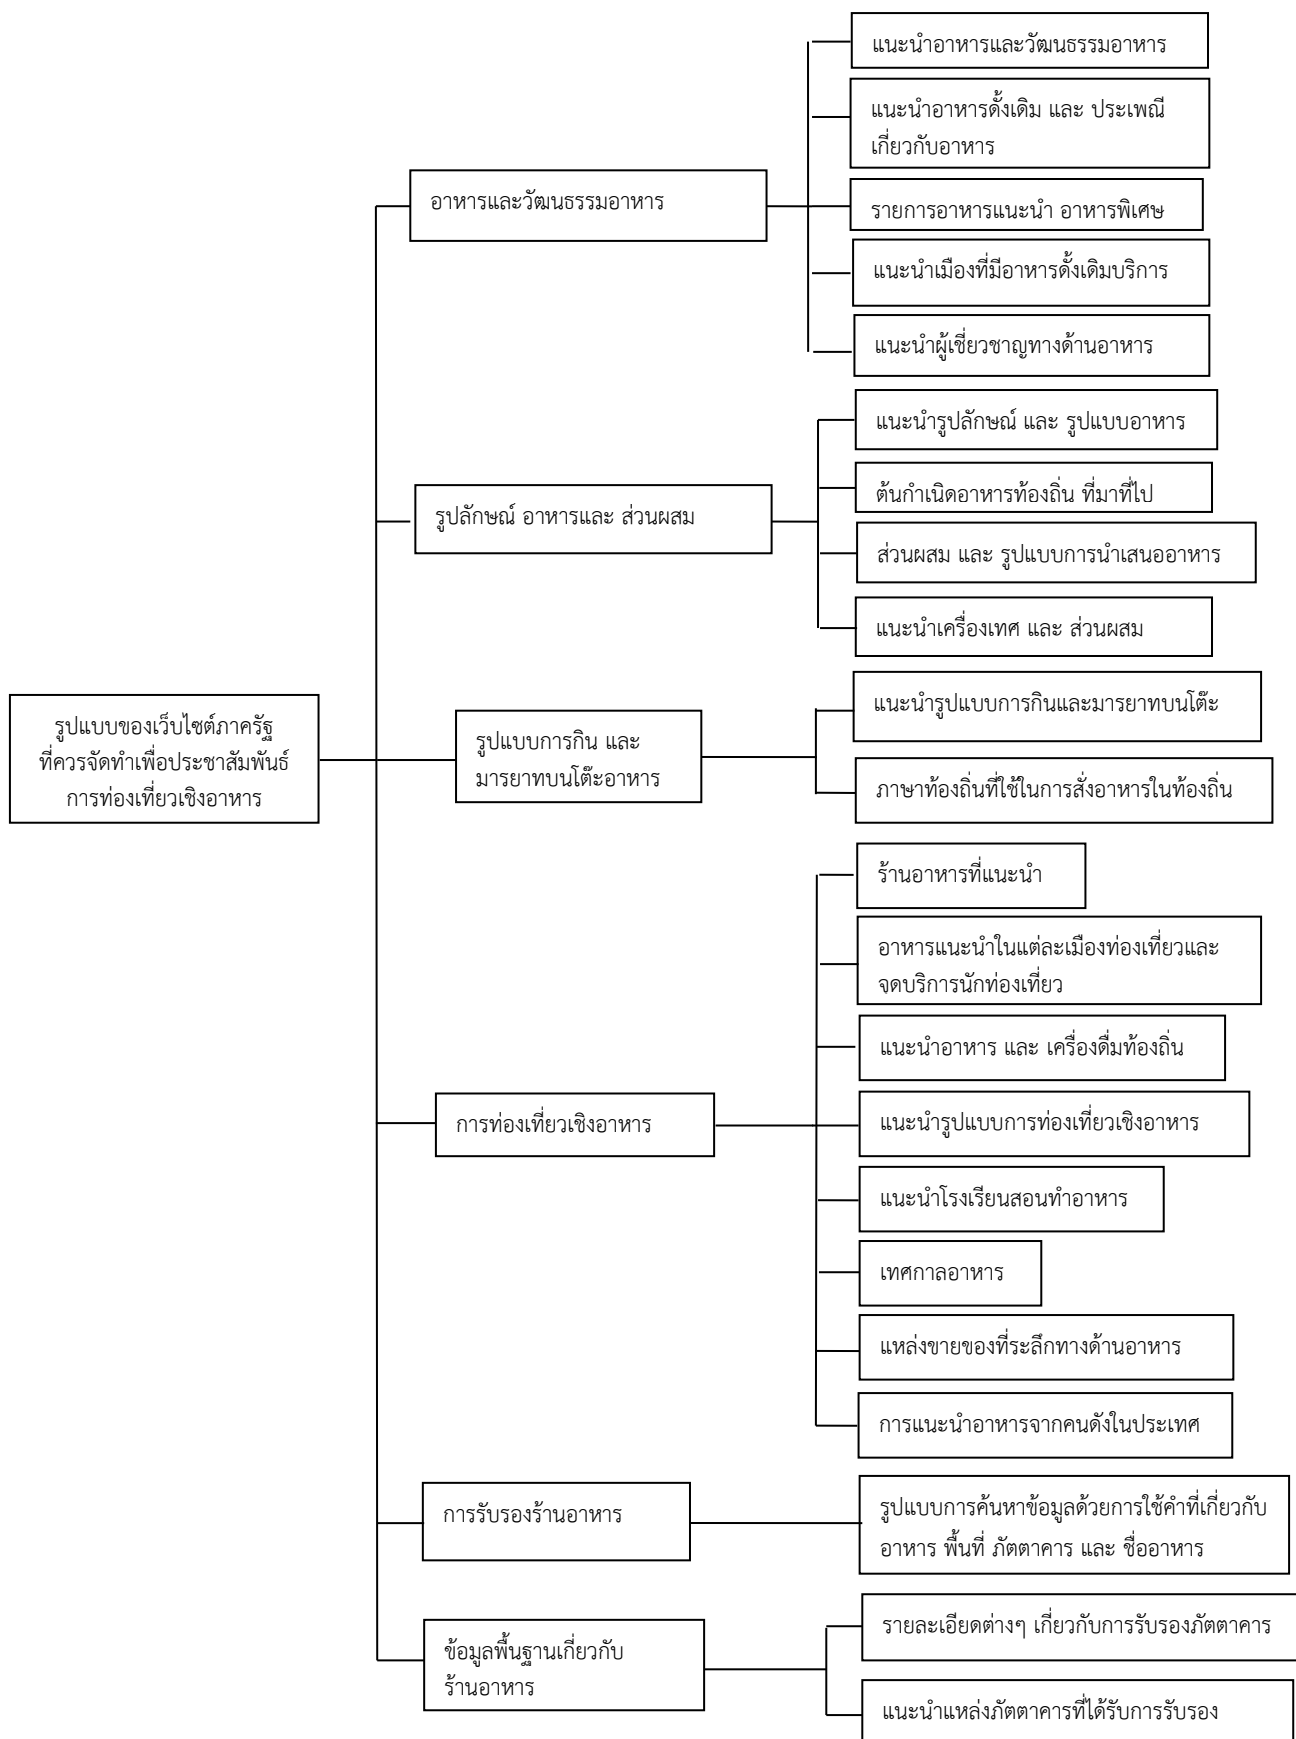 แนะนำอาหารและวัฒนธรรมอาหาร
แนะนำอาหารดั้งเดิม และ ประเพณี
เกี่ยวกับอาหาร
อาหารและวัฒนธรรมอาหาร
รายการอาหารแนะนำ อาหารพิเศษ
แนะนำเมืองที่มีอาหารดั้งเดิมบริการ
แนะนำผู้เชี่ยวชาญทางด้านอาหาร
แนะนำรูปลักษณ์ และ รูปแบบอาหาร
ต้นกำเนิดอาหารท้องถิ่น ที่มาที่ไป
รูปลักษณ์ อาหารและ ส่วนผสม
ส่วนผสม และ รูปแบบการนำเสนออาหาร
แนะนำเครื่องเทศ และ ส่วนผสม
รูปแบบของเว็บไซต์ภาครัฐ
ที่ควรจัดทำเพื่อประชาสัมพันธ์
การท่องเที่ยวเชิงอาหาร
รูปแบบการกิน และ
มารยาทบนโต๊ะอาหาร
แนะนำรูปแบบการกินและมารยาทบนโต๊ะ
ภาษาท้องถิ่นที่ใช้ในการสั่งอาหารในท้องถิ่น
ร้านอาหารที่แนะนำ
อาหารแนะนำในแต่ละเมืองท่องเที่ยวและ
จดบริการนักท่องเที่ยว
แนะนำอาหาร และ เครื่องดื่มท้องถิ่น
การท่องเที่ยวเชิงอาหาร
แนะนำรูปแบบการท่องเที่ยวเชิงอาหาร
แนะนำโรงเรียนสอนทำอาหาร
เทศกาลอาหาร
แหล่งขายของที่ระลึกทางด้านอาหาร
การแนะนำอาหารจากคนดังในประเทศ
การรับรองร้านอาหาร
รูปแบบการค้นหาข้อมูลด้วยการใช้คำที่เกี่ยวกับ
อาหาร พื้นที่ ภัตตาคาร และ ชื่ออาหาร
ข้อมูลพื้นฐานเกี่ยวกับ
ร้านอาหาร
รายละเอียดต่างๆ เกี่ยวกับการรับรองภัตตาคาร
แนะนำแหล่งภัตตาคารที่ได้รับการรับรอง